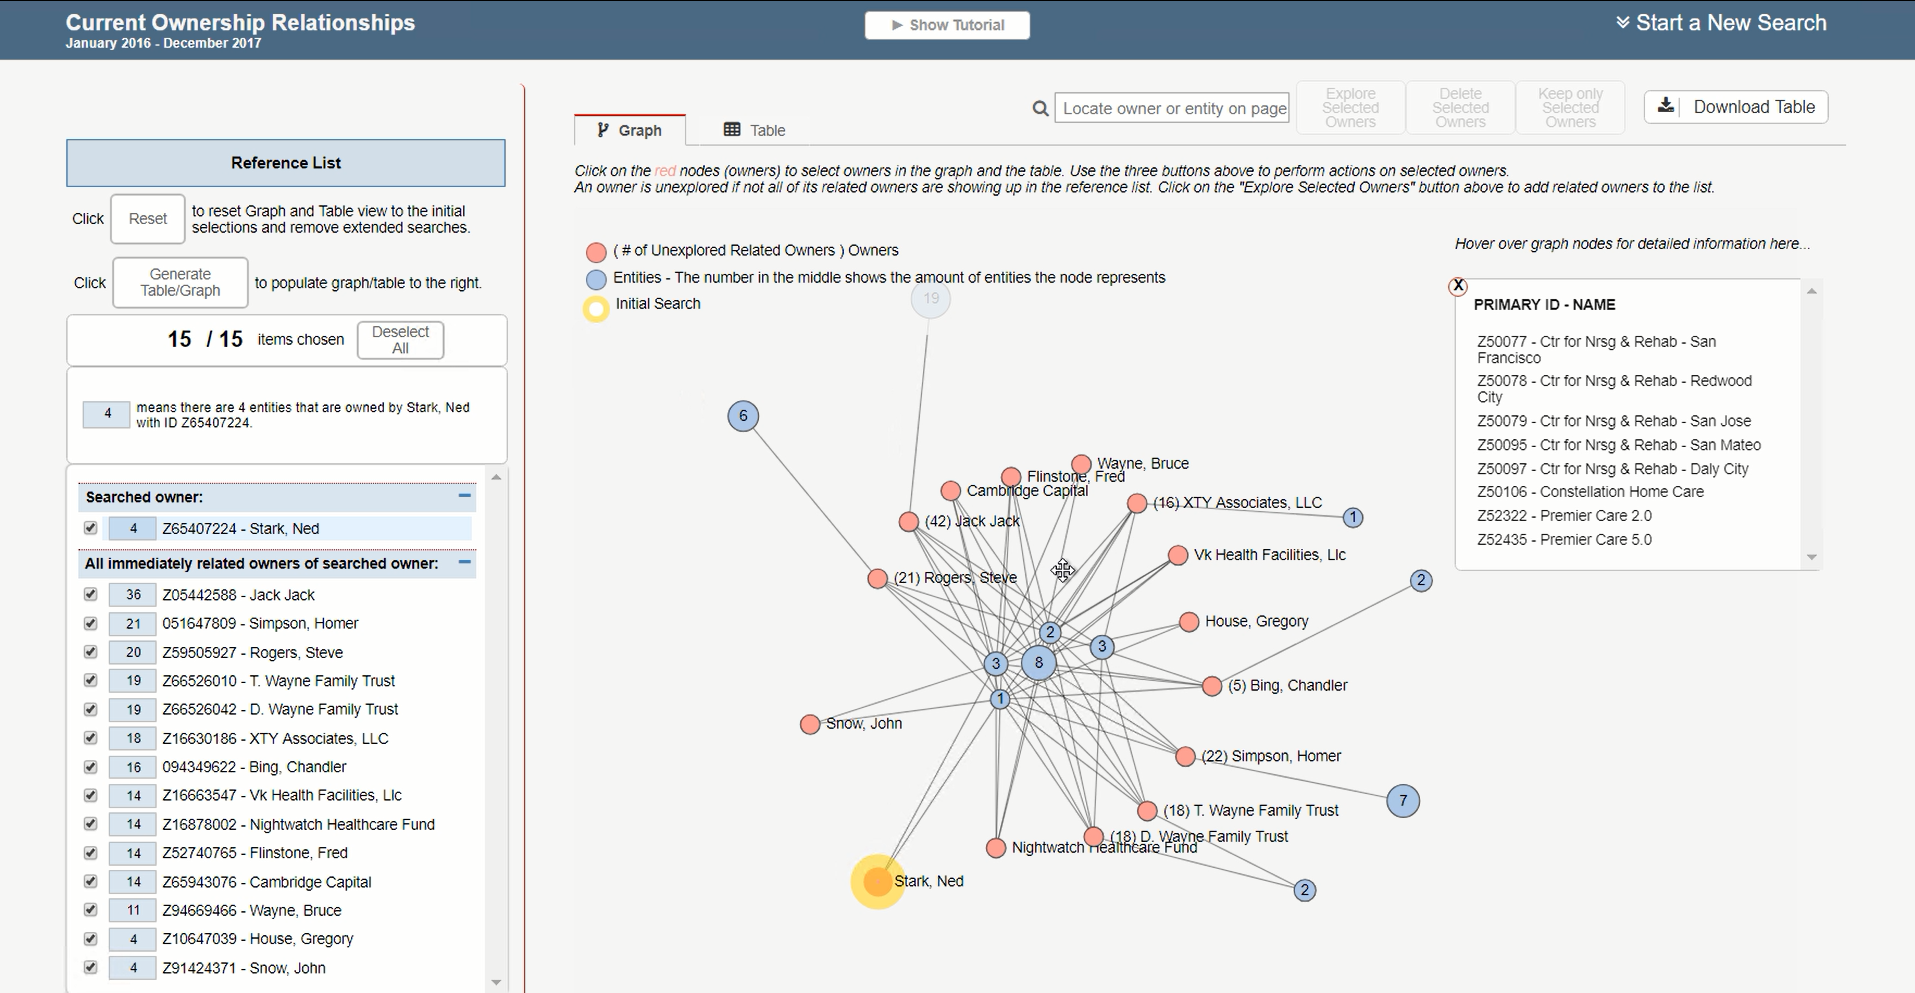 Current Ownership Relationships
January 2016 - December 2017
Show Tutorial
Start a New Search
Reference List
Click Reset to reset Graph and Table view to the initial
selections and remove extended searches.
Click Generate
Table/Graph to populate graph/table to the right.
15 / 15 items chosen Deselect
All
4 means there are 4 entities that are owned by Stark, Ned
with ID Z65407224.
Searched owner:
4 Z65407224 - Stark, Ned
All immediately related owners of searched owner:
36 Z05442588 - Jack Jack
21 051647809 - Simpson, Homer
20 Z59505927 - Rogers, Steve
19 Z66526010 - T. Wayne Family Trust
19 Z66526042 - D. Wayne Family Trust
18 Z16630186 - XTY Associates, LLC
16 094349622 - Bing, Chandler
14 Z16663547 - Vk Health Facilities, Llc
14 Z16878002 - Nightwatch Healthcare Fund
14 Z52740765 - Flinstone, Fred
14 Z65943076 - Cambridge Capital
11 Z94669466 - Wayne, Bruce
4 Z10647039 - House, Gregory
4 Z91424371 - Snow, John
Graph
Table
Locate owner or entity on page
Explore
Selected
Owners
Delete
Selected
Owners
Keep only
Selected
Owners
Download Table
Click on the red nodes (owners) to select owners in the graph and the table. Use the three buttons above to perform actions on selected owners.
An owner is unexplored if not all of its related owners are showing up in the reference list. Click on the "Explore Selected Owners" button above to add related owners to the list.
( # of Unexplored Related Owners ) Owners
Entities - The number in the middle shows the amount of entities the node represents
Initial Search
19
6
Wayne, Bruce
Flinstone, Fred
Cambridge Capital
(16) XTY Associates, LLC
1
(42) Jack Jack
Vk Health Facilities, Llc
(21) Rogers, Steve
2
House, Gregory
2
3
3
8
(5) Bing, Chandler
1
Snow, John
(22) Simpson, Homer
7
(18) T. Wayne Family Trust
(18) D. Wayne Family Trust
Nightwatch Healthcare Fund
Stark, Ned
2
Hover over graph nodes for detailed information here...
X
PRIMARY ID - NAME
Z50077 - Ctr for Nrsg & Rehab - San
Francisco
Z50078 - Ctr for Nrsg & Rehab - Redwood
City
Z50079 - Ctr for Nrsg & Rehab - San Jose
Z50095 - Ctr for Nrsg & Rehab - San Mateo
Z50097 - Ctr for Nrsg & Rehab - Daly City
Z50106 - Constellation Home Care
Z52322 - Premier Care 2.0
Z52435 - Premier Care 5.0